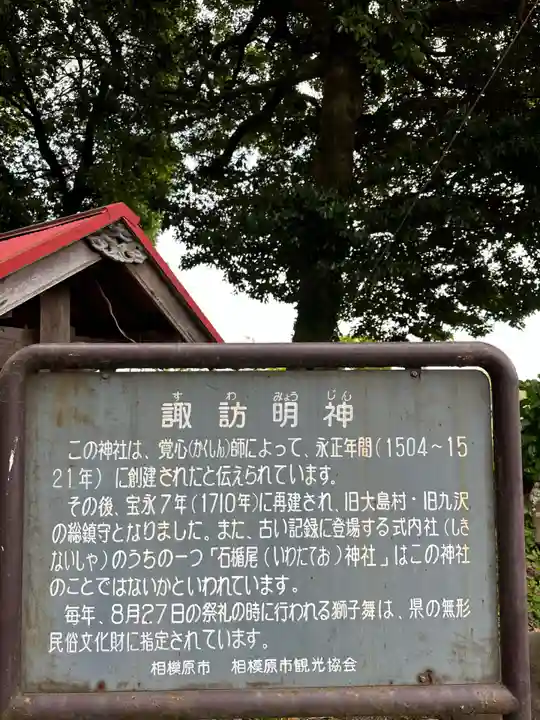 すわみょうじん
諏訪明神
この神社は、覚心(かくしん)師によって、永正年間(1504~15
21年)に創建されたと伝えられています。
その後、宝永7年(1710年)に再建され、旧大島村・旧九沢
の総鎮守となりました。また、古い記録に登場する式内社(しき
ないしゃ)のうちの一つ「石楯尾(いわたてお)神社」はこの神社
のことではないかといわれています。
毎年、8月27日の祭礼の時に行われる獅子舞は、県の無形
民俗文化財に指定されています。
相模原市 相模原市観光協会